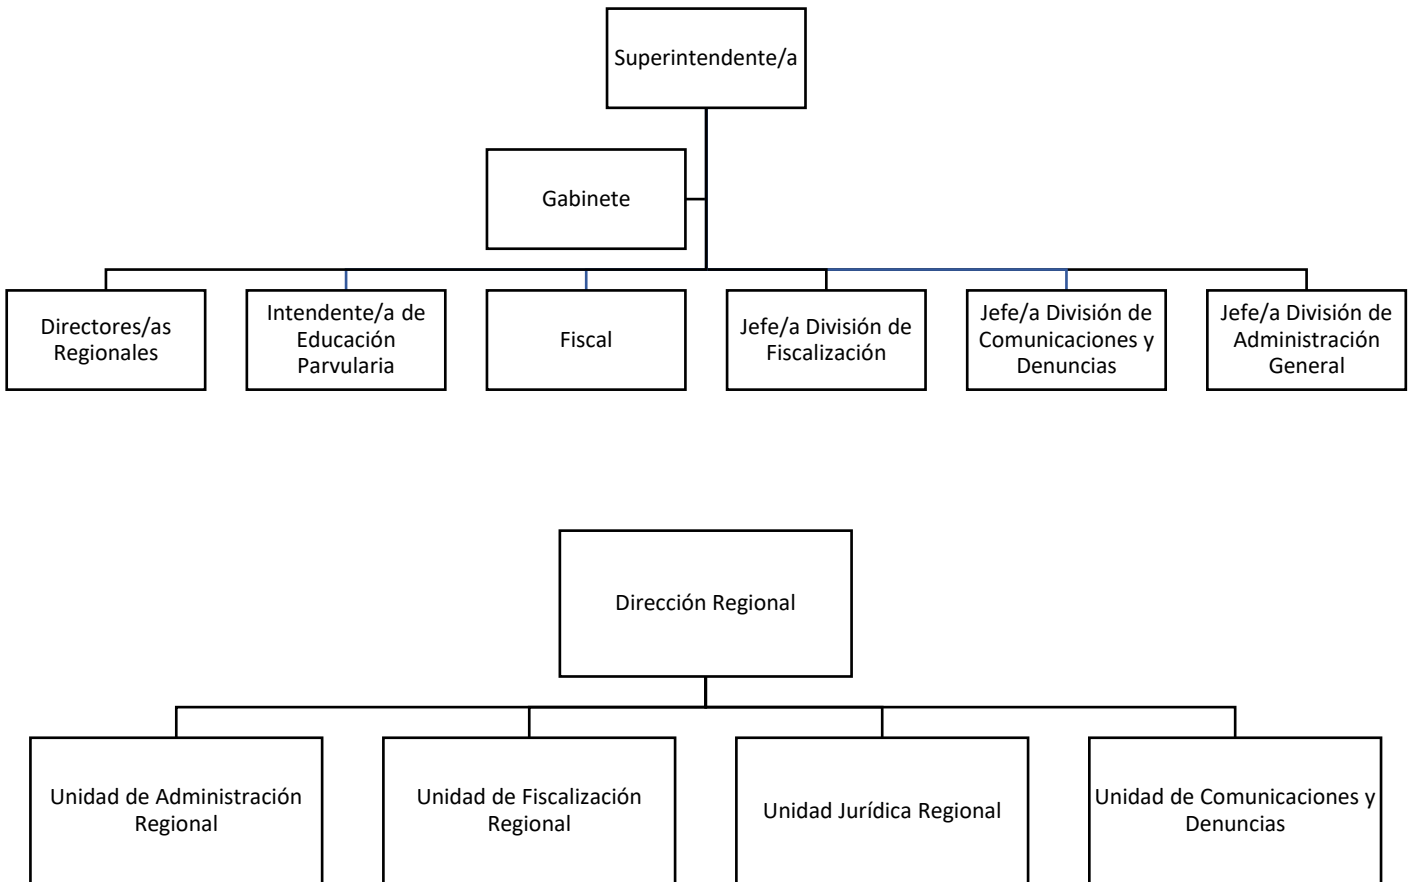 Superintendente/a
Gabinete
Directores/as
Regionales
Intendente/a de
Educación
Parvularia
Fiscal
Jefe/a División de
Fiscalización
Jefe/a División de
Comunicaciones y
Denuncias
Jefe/a División de
Administración
General
Dirección Regional
Unidad de Administración
Regional
Unidad de Fiscalización
Regional
Unidad Jurídica Regional
Unidad de Comunicaciones y
Denuncias